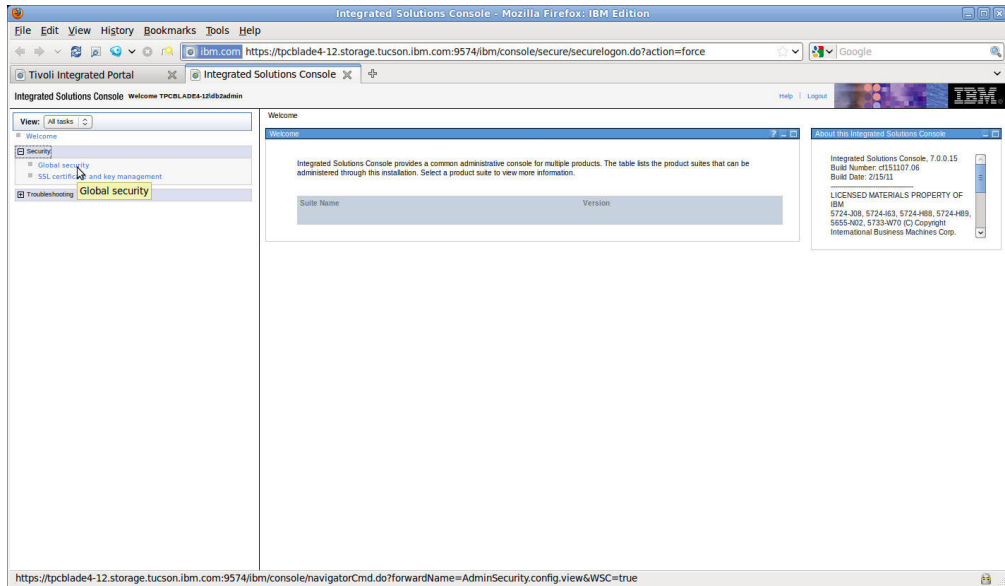 Integrated Solutions Console - Mozilla Firefox: IBM Edition
File Edit View History Bookmarks Tools Help
ibm.com https://tpcblade4-12.storage.tucson.ibm.com:9574/ibm/console/secure/securelogon.do?action=force
Google
Tivoli Integrated Portal
Integrated Solutions Console
Integrated Solutions Console Welcome TPCBLADE4-12\db2admin
Help | Logout
IBM.
View: All tasks
Welcome
Security
Global security
SSL certificate and key management
Global security
Troubleshooting
Welcome
Welcome
Integrated Solutions Console provides a common administrative console for multiple products. The table lists the product suites that can be
administered through this installation. Select a product suite to view more information.
Suite Name Version
About this Integrated Solutions Console
Integrated Solutions Console, 7.0.0.15
Build Number: cf151107.06
Build Date: 2/15/11
LICENSED MATERIALS PROPERTY OF
IBM
5724-J08, 5724-I63, 5724-H88, 5724-H89,
5655-N02, 5733-W70 (C) Copyright
International Business Machines Corp.
https://tpcblade4-12.storage.tucson.ibm.com:9574/ibm/console/navigatorCmd.do?forwardName=AdminSecurity.config.view&WSC=true